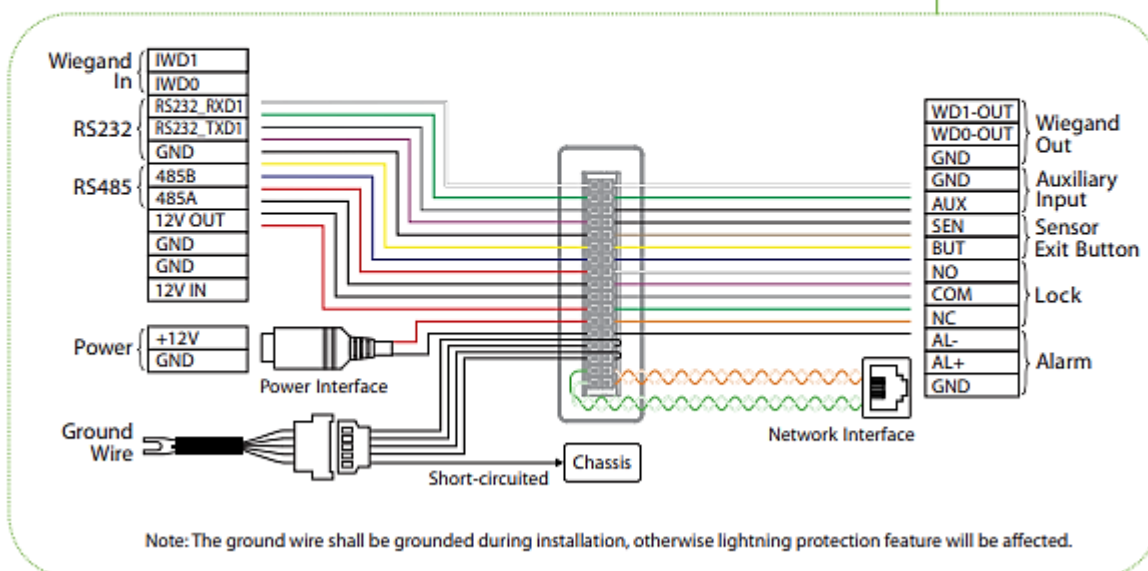 Wiegand
In
IWD1
IWD0
RS232
RS232_RXD1
RS232_TXD1
GND
RS485
485B
485A
12V OUT
GND
GND
12V IN
Power
+12V
GND
Power Interface
Ground
Wire
Short-circuited
Chassis
Network Interface
WD1-OUT
WD0-OUT
GND
Wiegand
Out
GND
AUX
Auxiliary
Input
SEN
BUT
Sensor
Exit Button
NO
COM
NC
Lock
AL-
AL+
GND
Alarm
Note: The ground wire shall be grounded during installation, otherwise lightning protection feature will be affected.